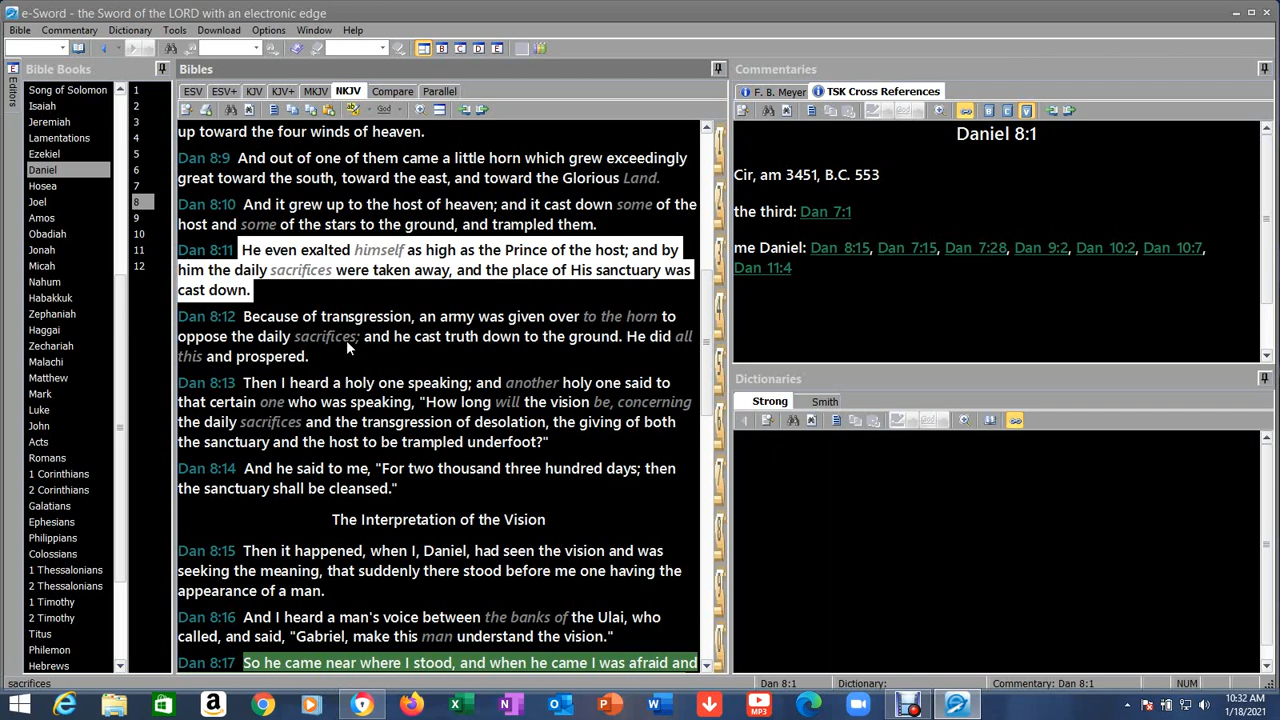 e-Sword - the Sword of the LORD with an electronic edge
Bible Commentary Dictionary Tools Download Options Window Help
Editors
Bible Books
Song of Solomon
Isaiah
Jeremiah
Lamentations
Ezekiel
Daniel
Hosea
Joel
Amos
Obadiah
Jonah
Micah
Nahum
Habakkuk
Zephaniah
Haggai
Zechariah
Malachi
Matthew
Mark
Luke
John
Acts
Romans
1 Corinthians
2 Corinthians
Galatians
Ephesians
Philippians
Colossians
1 Thessalonians
2 Thessalonians
1 Timothy
2 Timothy
Titus
Philemon
Hebrews
1
2
3
4
5
6
7
8
9
10
11
12
Bibles
ESV ESV+ KJV KJV+ MKJV NKJV Compare Parallel
up toward the four winds of heaven.
Dan 8:9 And out of one of them came a little horn which grew exceedingly
great toward the south, toward the east, and toward the Glorious Land.
Dan 8:10 And it grew up to the host of heaven; and it cast down some of the
host and some of the stars to the ground, and trampled them.
Dan 8:11 He even exalted himself as high as the Prince of the host; and by
him the daily sacrifices were taken away, and the place of His sanctuary was
cast down.
Dan 8:12 Because of transgression, an army was given over to the horn to
oppose the daily sacrifices; and he cast truth down to the ground. He did all
this and prospered.
Dan 8:13 Then I heard a holy one speaking; and another holy one said to
that certain one who was speaking, "How long will the vision be, concerning
the daily sacrifices and the transgression of desolation, the giving of both
the sanctuary and the host to be trampled underfoot?"
Dan 8:14 And he said to me, "For two thousand three hundred days; then
the sanctuary shall be cleansed."
The Interpretation of the Vision
Dan 8:15 Then it happened, when I, Daniel, had seen the vision and was
seeking the meaning, that suddenly there stood before me one having the
appearance of a man.
Dan 8:16 And I heard a man's voice between the banks of the Ulai, who
called, and said, "Gabriel, make this man understand the vision."
Dan 8:17 So he came near where I stood, and when he came I was afraid and
Commentaries
F. B. Meyer TSK Cross References
Daniel 8:1
Cir, am 3451, B.C. 553
the third: Dan 7:1
me Daniel: Dan 8:15, Dan 7:15, Dan 7:28, Dan 9:2, Dan 10:2, Dan 10:7,
Dan 11:4
Dictionaries
Strong Smith
sacrifices
Dan 8:1 Dictionary: Commentary: Dan 8:1 NUM
10:32 AM
1/18/2021